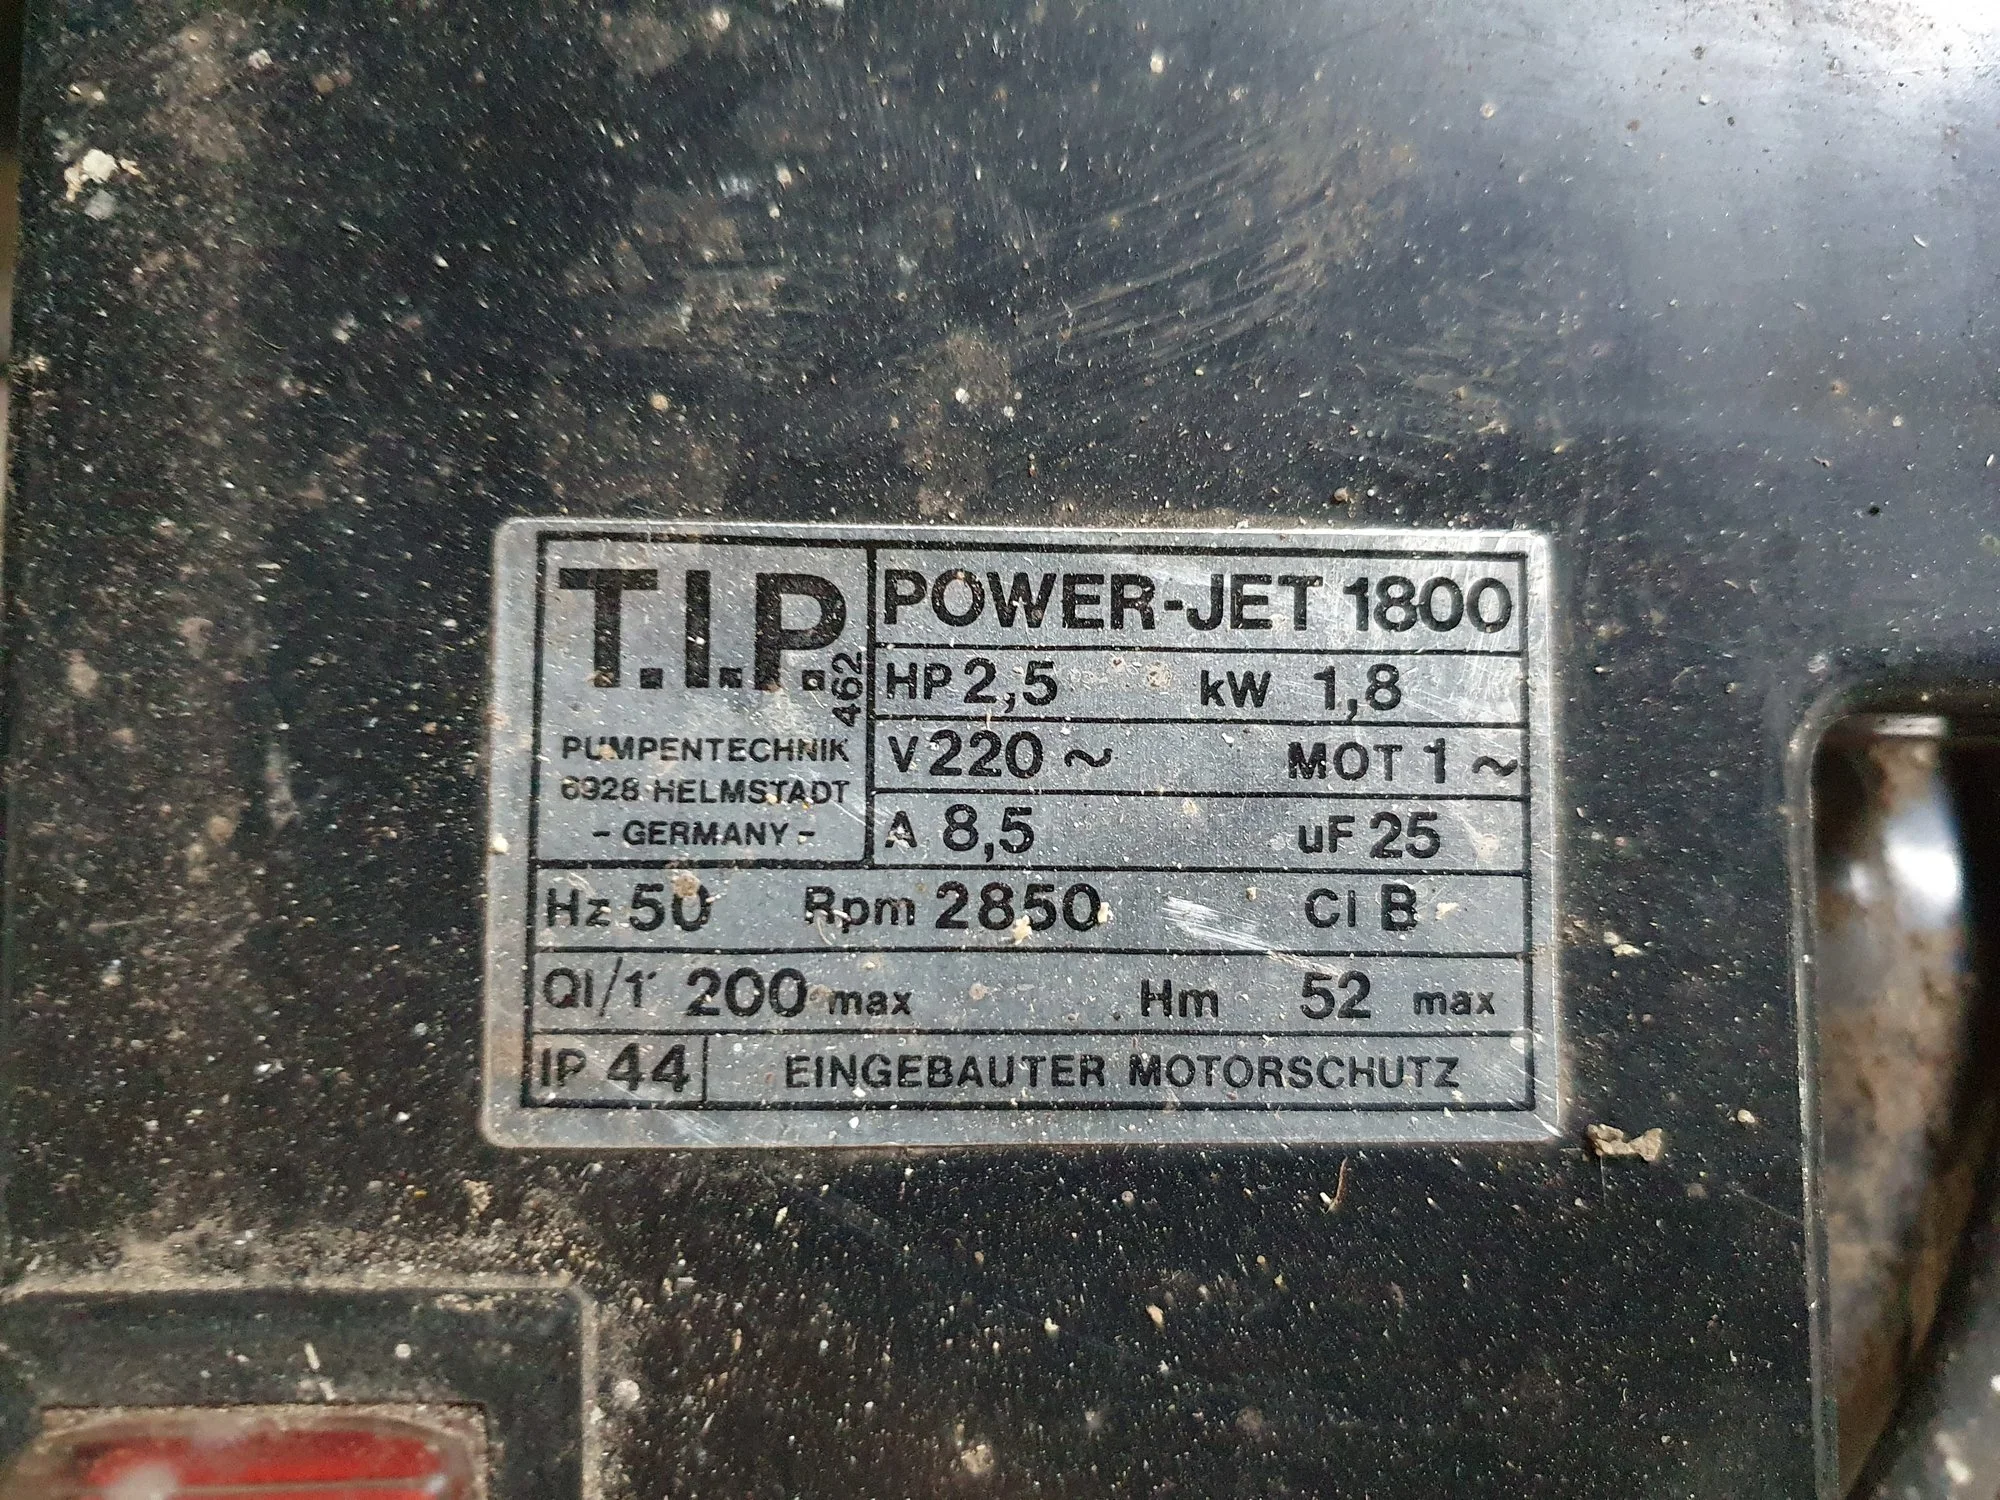 T.I.P.
462
PUMPENTECHNIK
6928 HELMSTADT
- GERMANY -
POWER-JET 1800
HP 2,5 kW 1,8
V 220 ~ MOT 1 ~
A 8,5 uF 25
Hz 50 Rpm 2850 Cl B
Ql/1' 200 max Hm 52 max
IP 44 EINGEBAUTER MOTORSCHUTZ